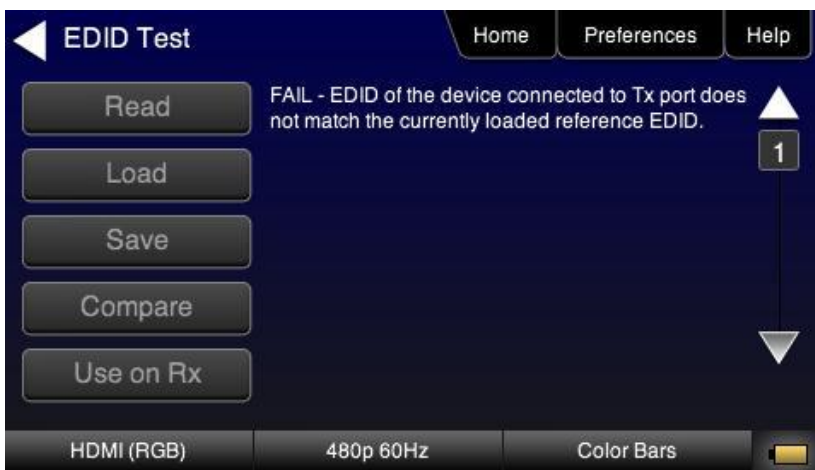 EDID Test
Home
Preferences
Help
Read
Load
Save
Compare
Use on Rx
FAIL - EDID of the device connected to Tx port does
not match the currently loaded reference EDID.
1
HDMI (RGB)
480p 60Hz
Color Bars